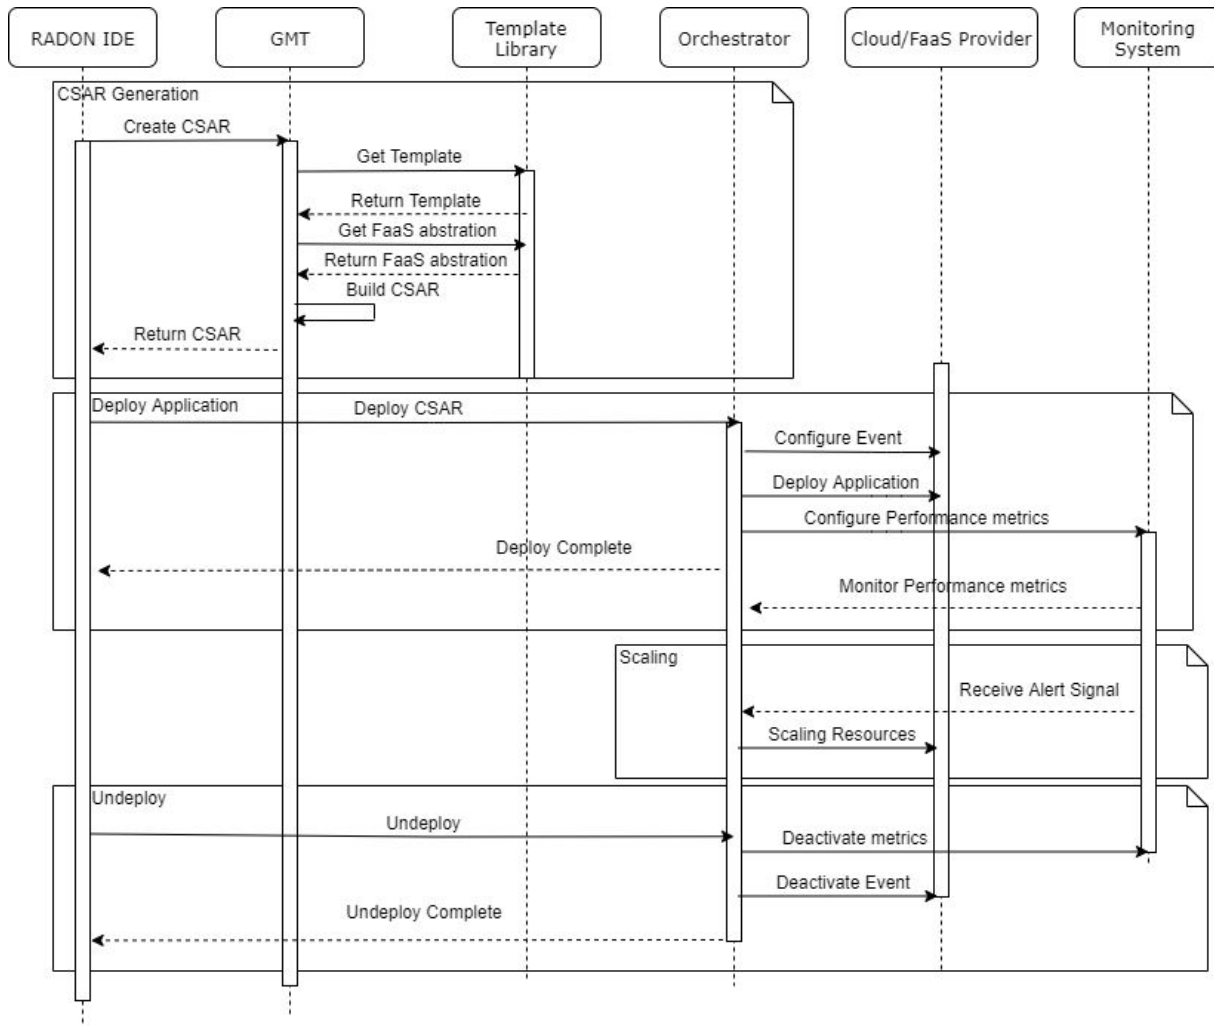 RADON IDE
GMT
Template
Library
Orchestrator
Cloud/FaaS Provider
Monitoring
System
CSAR Generation
Create CSAR
Get Template
Return Template
Get FaaS abstration
Return FaaS abstration
Build CSAR
Return CSAR
Deploy Application
Deploy CSAR
Configure Event
Deploy Application
Configure Performance metrics
Deploy Complete
Monitor Performance metrics
Scaling
Receive Alert Signal
Scaling Resources
Undeploy
Undeploy
Deactivate metrics
Deactivate Event
Undeploy Complete